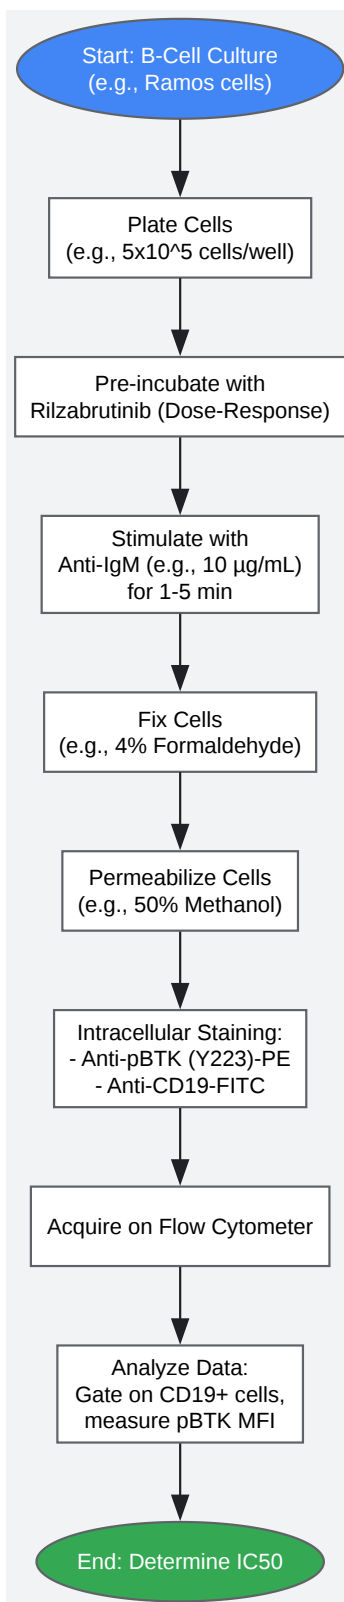 Start: B-Cell Culture
(e.g., Ramos cells)
Plate Cells
(e.g., 5x10^5 cells/well)
Pre-incubate with
Rilzabrutinib (Dose-Response)
Stimulate with
Anti-IgM (e.g., 10 µg/mL)
for 1-5 min
Fix Cells
(e.g., 4% Formaldehyde)
Permeabilize Cells
(e.g., 50% Methanol)
Intracellular Staining:
- Anti-pBTK (Y223)-PE
- Anti-CD19-FITC
Acquire on Flow Cytometer
Analyze Data:
Gate on CD19+ cells,
measure pBTK MFI
End: Determine IC50